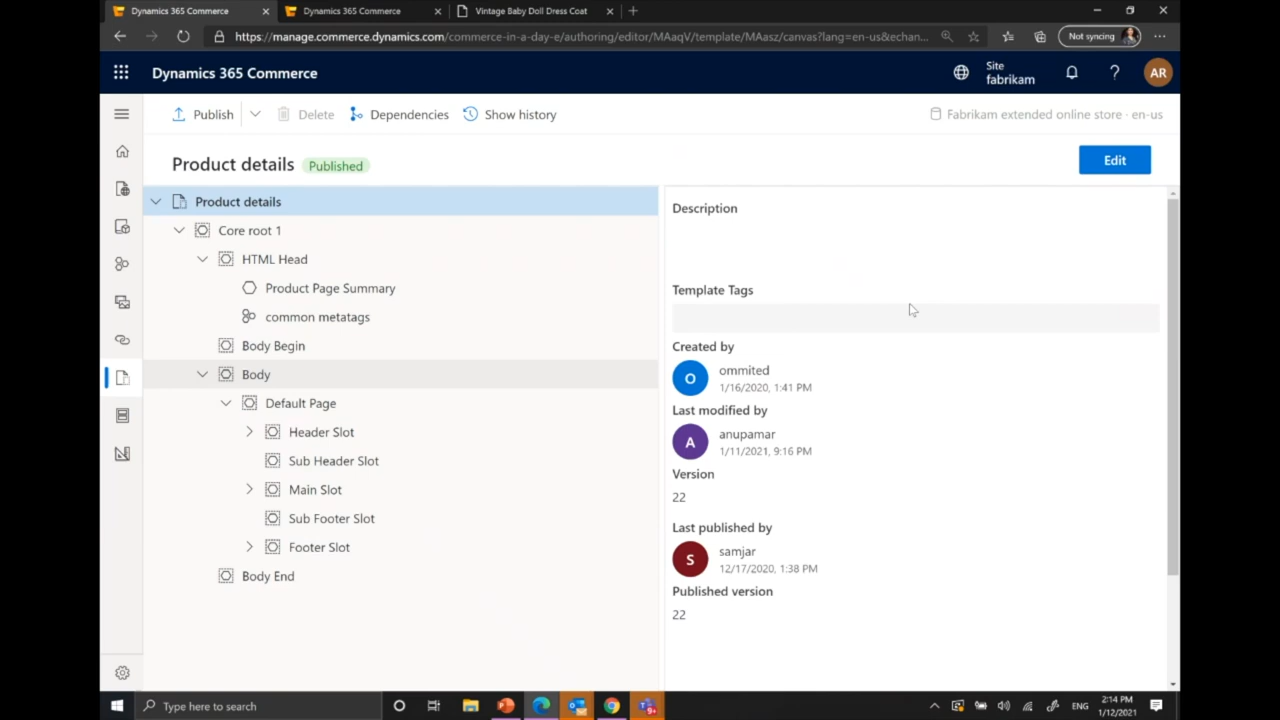 Dynamics 365 Commerce
Dynamics 365 Commerce
Vintage Baby Doll Dress Coat
https://manage.commerce.dynamics.com/commerce-in-a-day-e/authoring/editor/MAaqV/template/MAasz/canvas?lang=en-us&echan...
Not syncing
Dynamics 365 Commerce
Site
fabrikam
AR
Publish
Delete
Dependencies
Show history
Fabrikam extended online store - en-us
Product details
Published
Edit
Product details
Core root 1
HTML Head
Product Page Summary
common metatags
Body Begin
Body
Default Page
Header Slot
Sub Header Slot
Main Slot
Sub Footer Slot
Footer Slot
Body End
Description
Template Tags
Created by
O
ommited
1/16/2020, 1:41 PM
Last modified by
A
anupamar
1/11/2021, 9:16 PM
Version
22
Last published by
S
samjar
12/17/2020, 1:38 PM
Published version
22
Type here to search
ENG
2:14 PM
1/12/2021